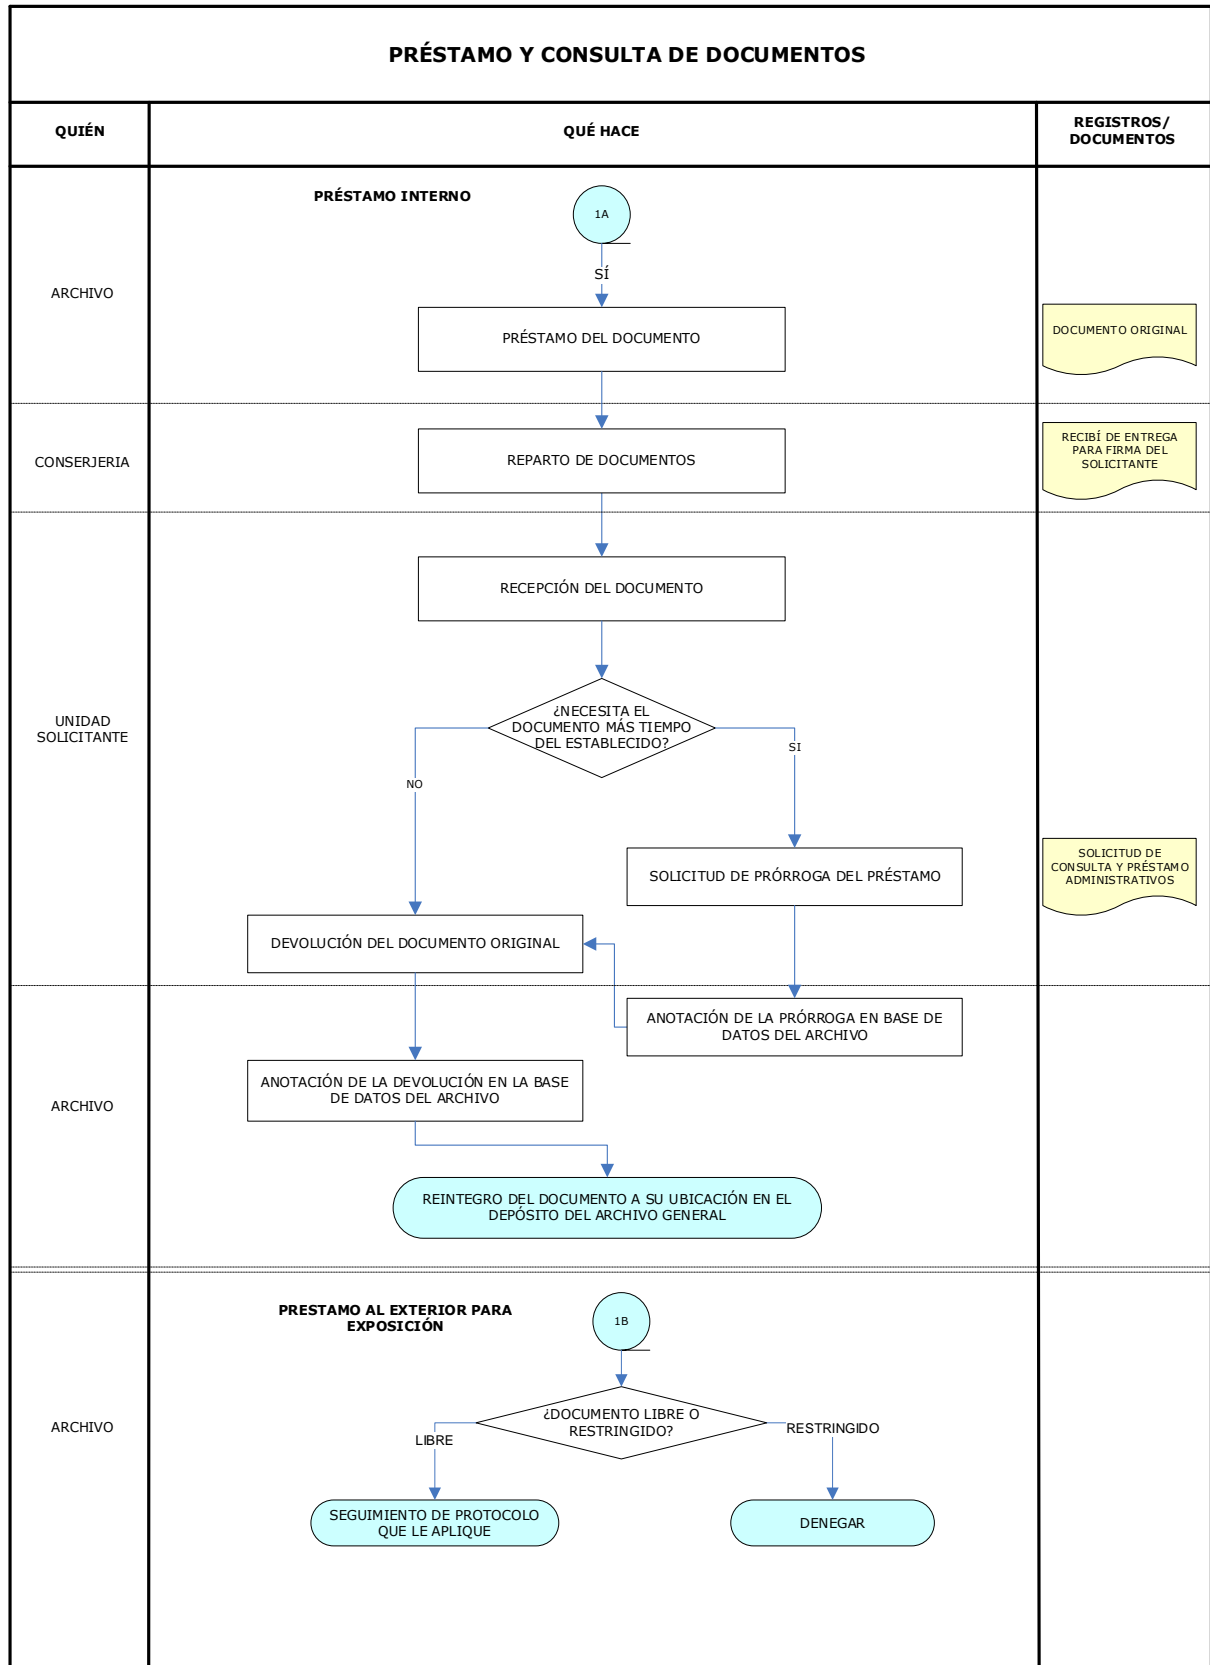 PRÉSTAMO Y CONSULTA DE DOCUMENTOS
QUIÉN
QUÉ HACE
REGISTROS/
DOCUMENTOS
PRÉSTAMO INTERNO
1A
SÍ
ARCHIVO
PRÉSTAMO DEL DOCUMENTO
DOCUMENTO ORIGINAL
CONSERJERIA
REPARTO DE DOCUMENTOS
RECIBÍ DE ENTREGA
PARA FIRMA DEL
SOLICITANTE
RECEPCIÓN DEL DOCUMENTO
UNIDAD
SOLICITANTE
¿NECESITA EL
DOCUMENTO MÁS TIEMPO
DEL ESTABLECIDO?
SI
NO
SOLICITUD DE PRÓRROGA DEL PRÉSTAMO
SOLICITUD DE
CONSULTA Y PRÉSTAMO
ADMINISTRATIVOS
DEVOLUCIÓN DEL DOCUMENTO ORIGINAL
ANOTACIÓN DE LA PRÓRROGA EN BASE DE
DATOS DEL ARCHIVO
ARCHIVO
ANOTACIÓN DE LA DEVOLUCIÓN EN LA BASE
DE DATOS DEL ARCHIVO
REINTEGRO DEL DOCUMENTO A SU UBICACIÓN EN EL
DEPÓSITO DEL ARCHIVO GENERAL
PRESTAMO AL EXTERIOR PARA
EXPOSICIÓN
1B
ARCHIVO
¿DOCUMENTO LIBRE O
RESTRINGIDO?
LIBRE
RESTRINGIDO
SEGUIMIENTO DE PROTOCOLO
QUE LE APLIQUE
DENEGAR